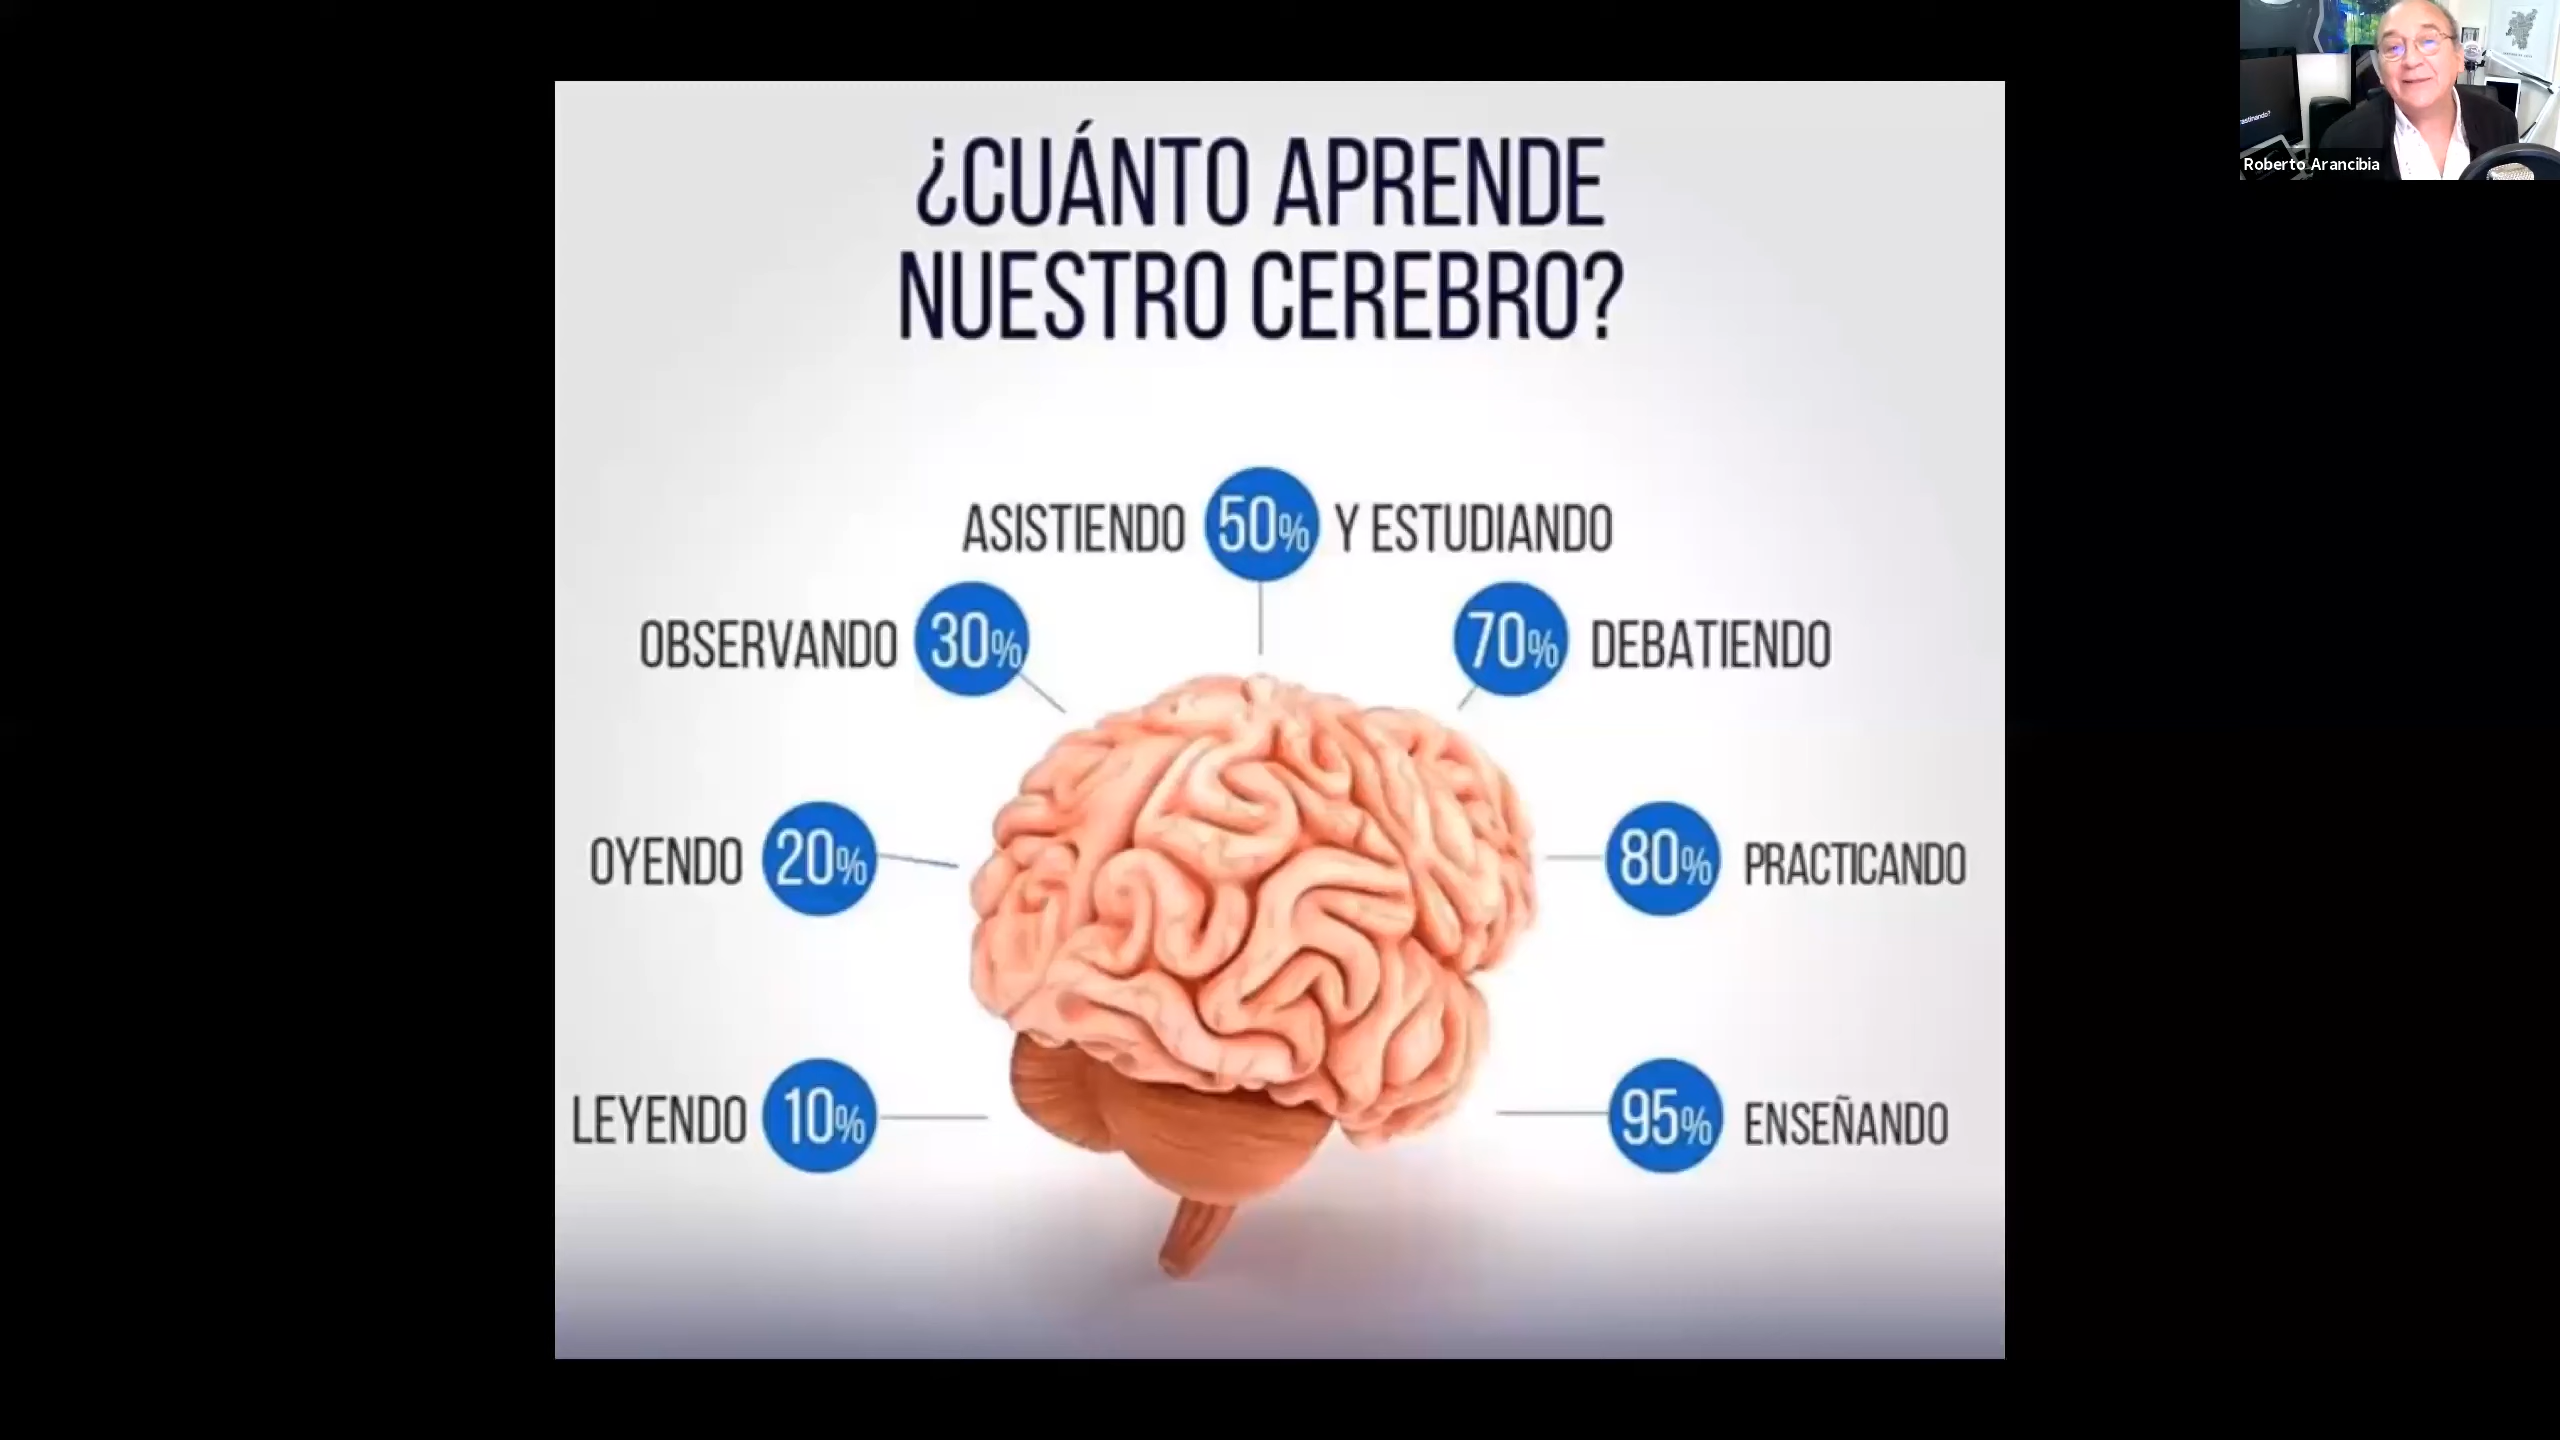 ¿CUÁNTO APRENDE
NUESTRO CEREBRO?
ASISTIENDO 50% Y ESTUDIANDO
OBSERVANDO 30%
70% DEBATIENDO
OYENDO 20%
80% PRACTICANDO
LEYENDO 10%
95% ENSEÑANDO
Roberto Arancibia